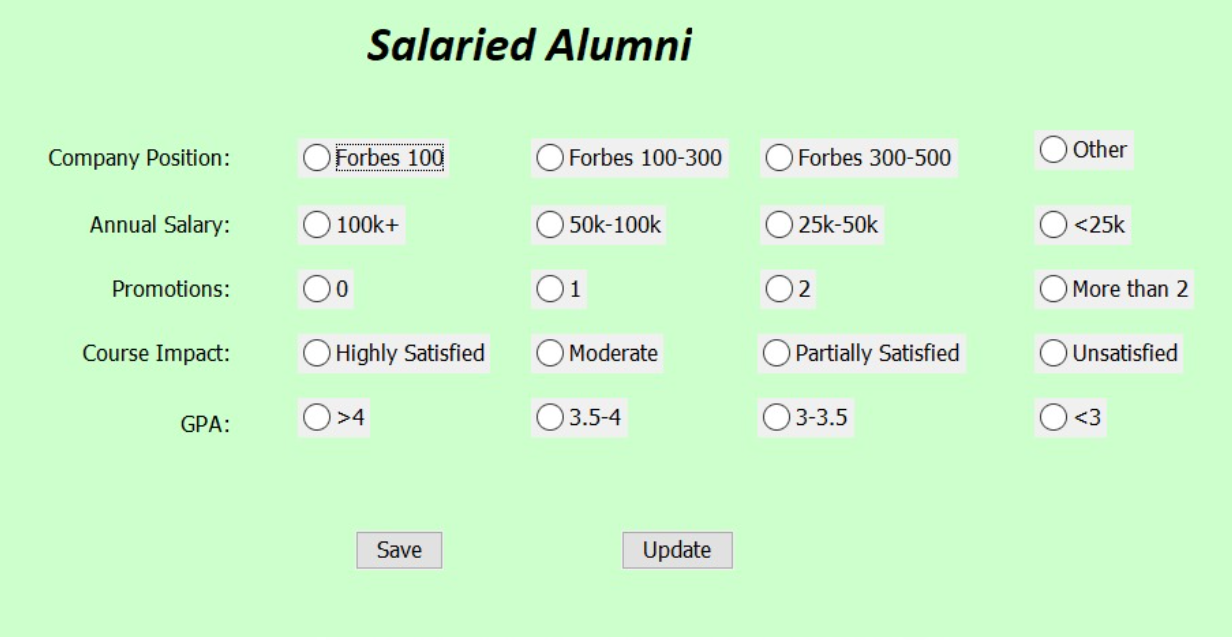 Salaried Alumni
Company Position: Forbes 100 Forbes 100-300 Forbes 300-500 Other
Annual Salary: 100k+ 50k-100k 25k-50k <25k
Promotions: 0 1 2 More than 2
Course Impact: Highly Satisfied Moderate Partially Satisfied Unsatisfied
GPA: >4 3.5-4 3-3.5 <3
Save Update